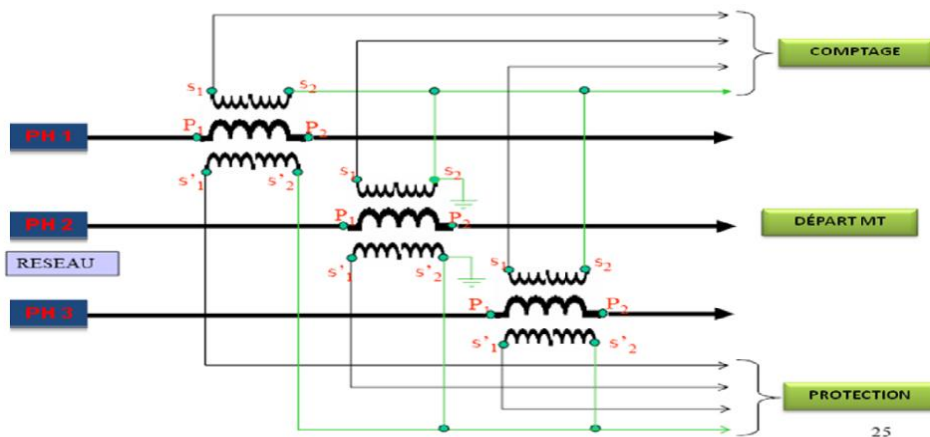 COMPTAGE
s1 s2
PH 1 P1 P2
s'1 s'2
s1 s2
PH 2 P1 P2 DÉPART MT
RESEAU s'1 s'2
s1 s2
PH 3 P1 P2
s'1 s'2
PROTECTION
25